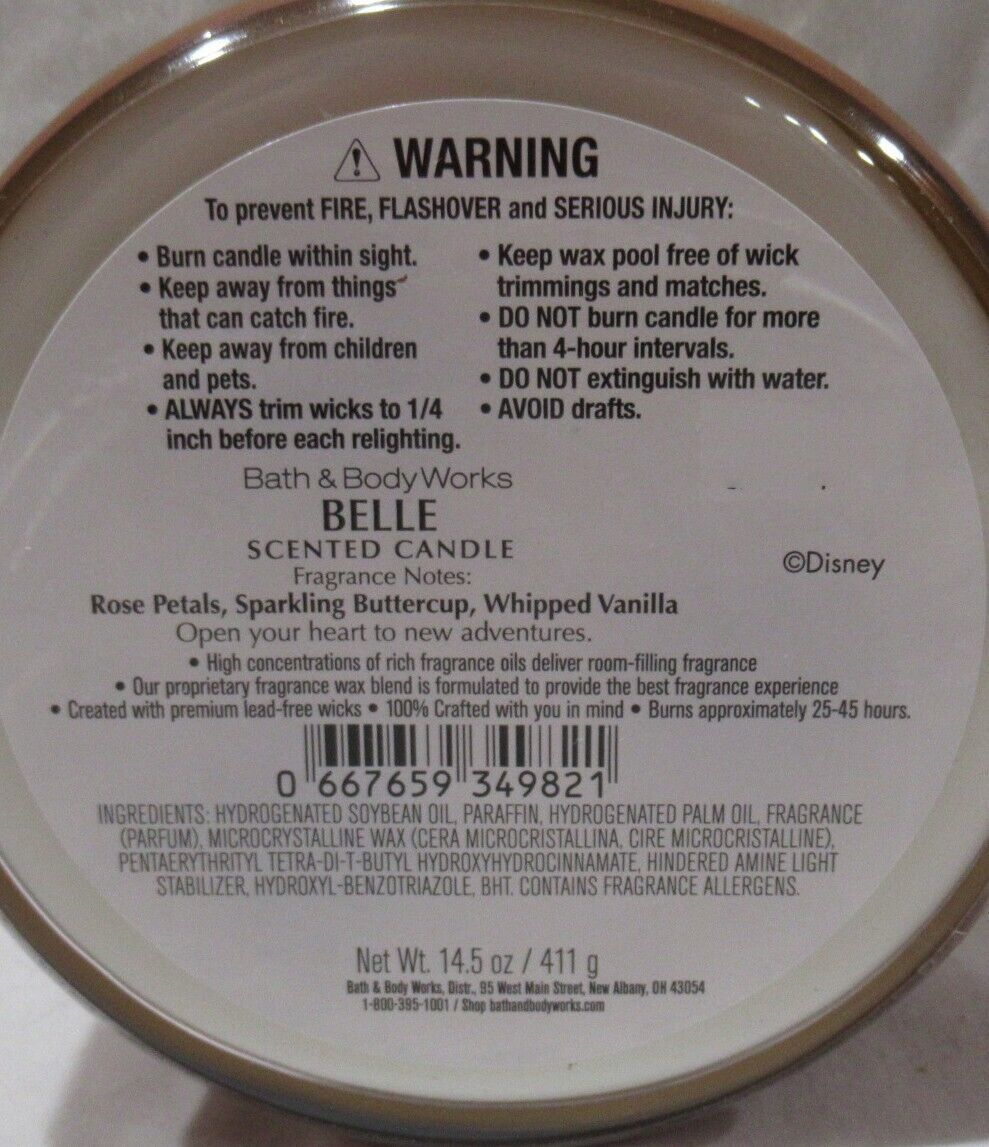 WARNING
To prevent FIRE, FLASHOVER and SERIOUS INJURY:
• Burn candle within sight.
• Keep away from things
that can catch fire.
• Keep away from children
and pets.
• ALWAYS trim wicks to 1/4
inch before each relighting.
• Keep wax pool free of wick
trimmings and matches.
• DO NOT burn candle for more
than 4-hour intervals.
• DO NOT extinguish with water.
• AVOID drafts.
Bath & Body Works
BELLE
SCENTED CANDLE
Fragrance Notes:
Rose Petals, Sparkling Buttercup, Whipped Vanilla
Open your heart to new adventures.
©Disney
• High concentrations of rich fragrance oils deliver room-filling fragrance
• Our proprietary fragrance wax blend is formulated to provide the best fragrance experience
• Created with premium lead-free wicks • 100% Crafted with you in mind • Burns approximately 25-45 hours.
0 667659 349821
INGREDIENTS: HYDROGENATED SOYBEAN OIL, PARAFFIN, HYDROGENATED PALM OIL, FRAGRANCE
(PARFUM), MICROCRYSTALLINE WAX (CERA MICROCRISTALLINA, CIRE MICROCRISTALLINE),
PENTAERYTHRITYL TETRA-DI-T-BUTYL HYDROXYHYDROCINNAMATE, HINDERED AMINE LIGHT
STABILIZER, HYDROXYL-BENZOTRIAZOLE, BHT. CONTAINS FRAGRANCE ALLERGENS.
Net Wt. 14.5 oz / 411 g
Bath & Body Works, Distr., 95 West Main Street, New Albany, OH 43054
1-800-395-1001 / Shop bathandbodyworks.com